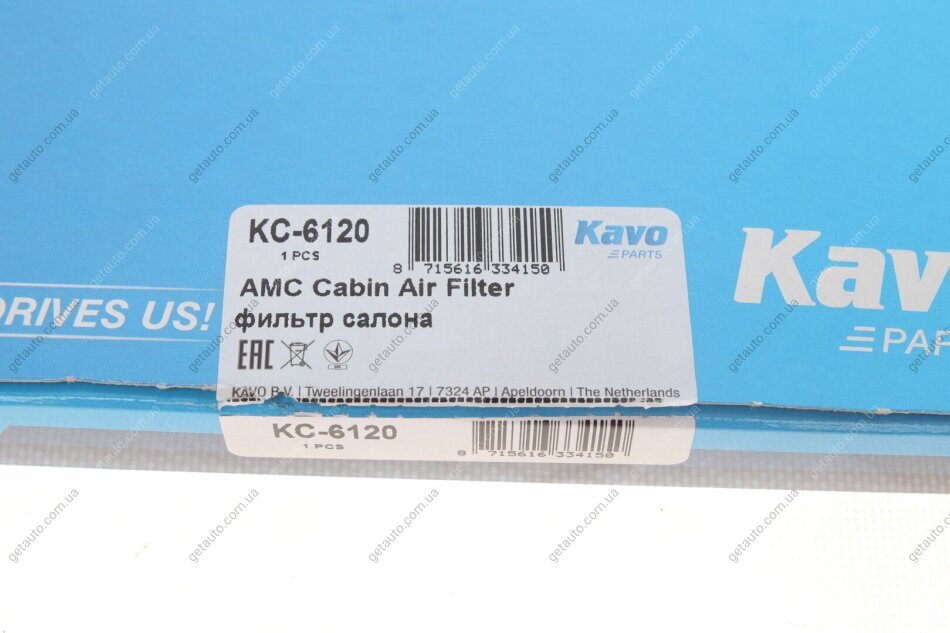 KC-6120
1 PCS
8 715616 334150
Kavo
PARTS
AMC Cabin Air Filter
фильтр салона
EAC
KAVO B.V. | Tweelingenlaan 17 | 7324 AP | Apeldoorn | The Netherlands
KC-6120
1 PCS
8 715616 334150
DRIVES US!
Kav
PAR
getauto.com.ua